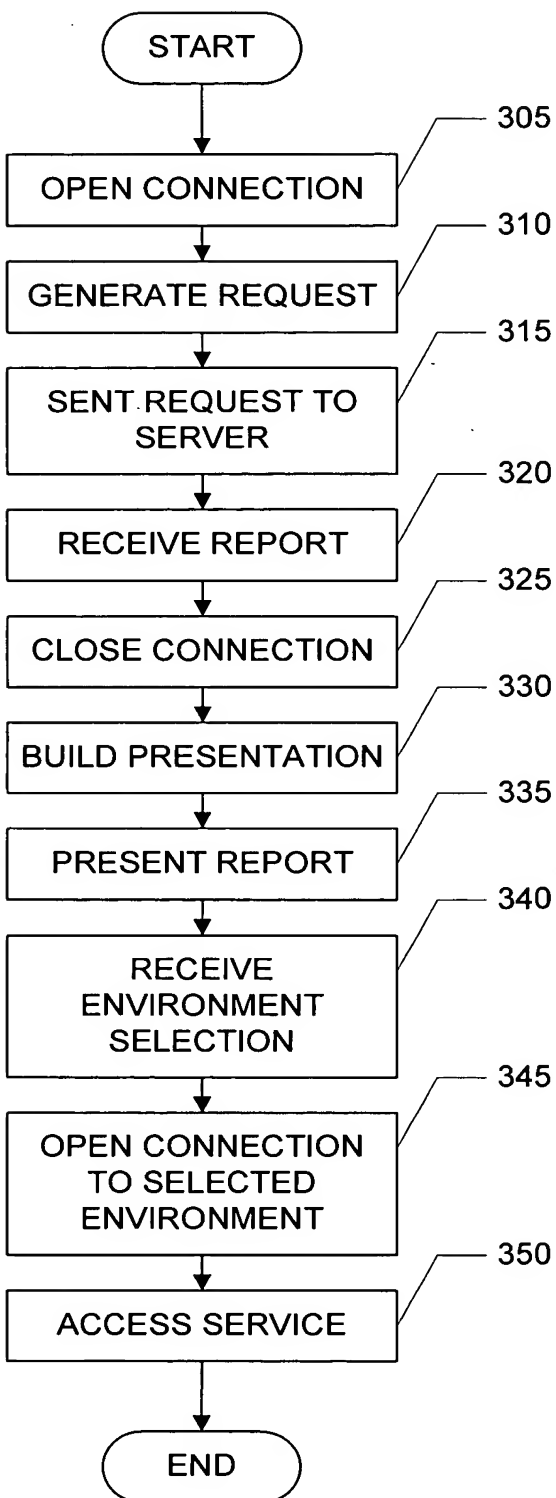 START
305
OPEN CONNECTION
310
GENERATE REQUEST
315
SENT REQUEST TO
SERVER
320
RECEIVE REPORT
325
CLOSE CONNECTION
330
BUILD PRESENTATION
335
PRESENT REPORT
340
RECEIVE
ENVIRONMENT
SELECTION
345
OPEN CONNECTION
TO SELECTED
ENVIRONMENT
350
ACCESS SERVICE
END